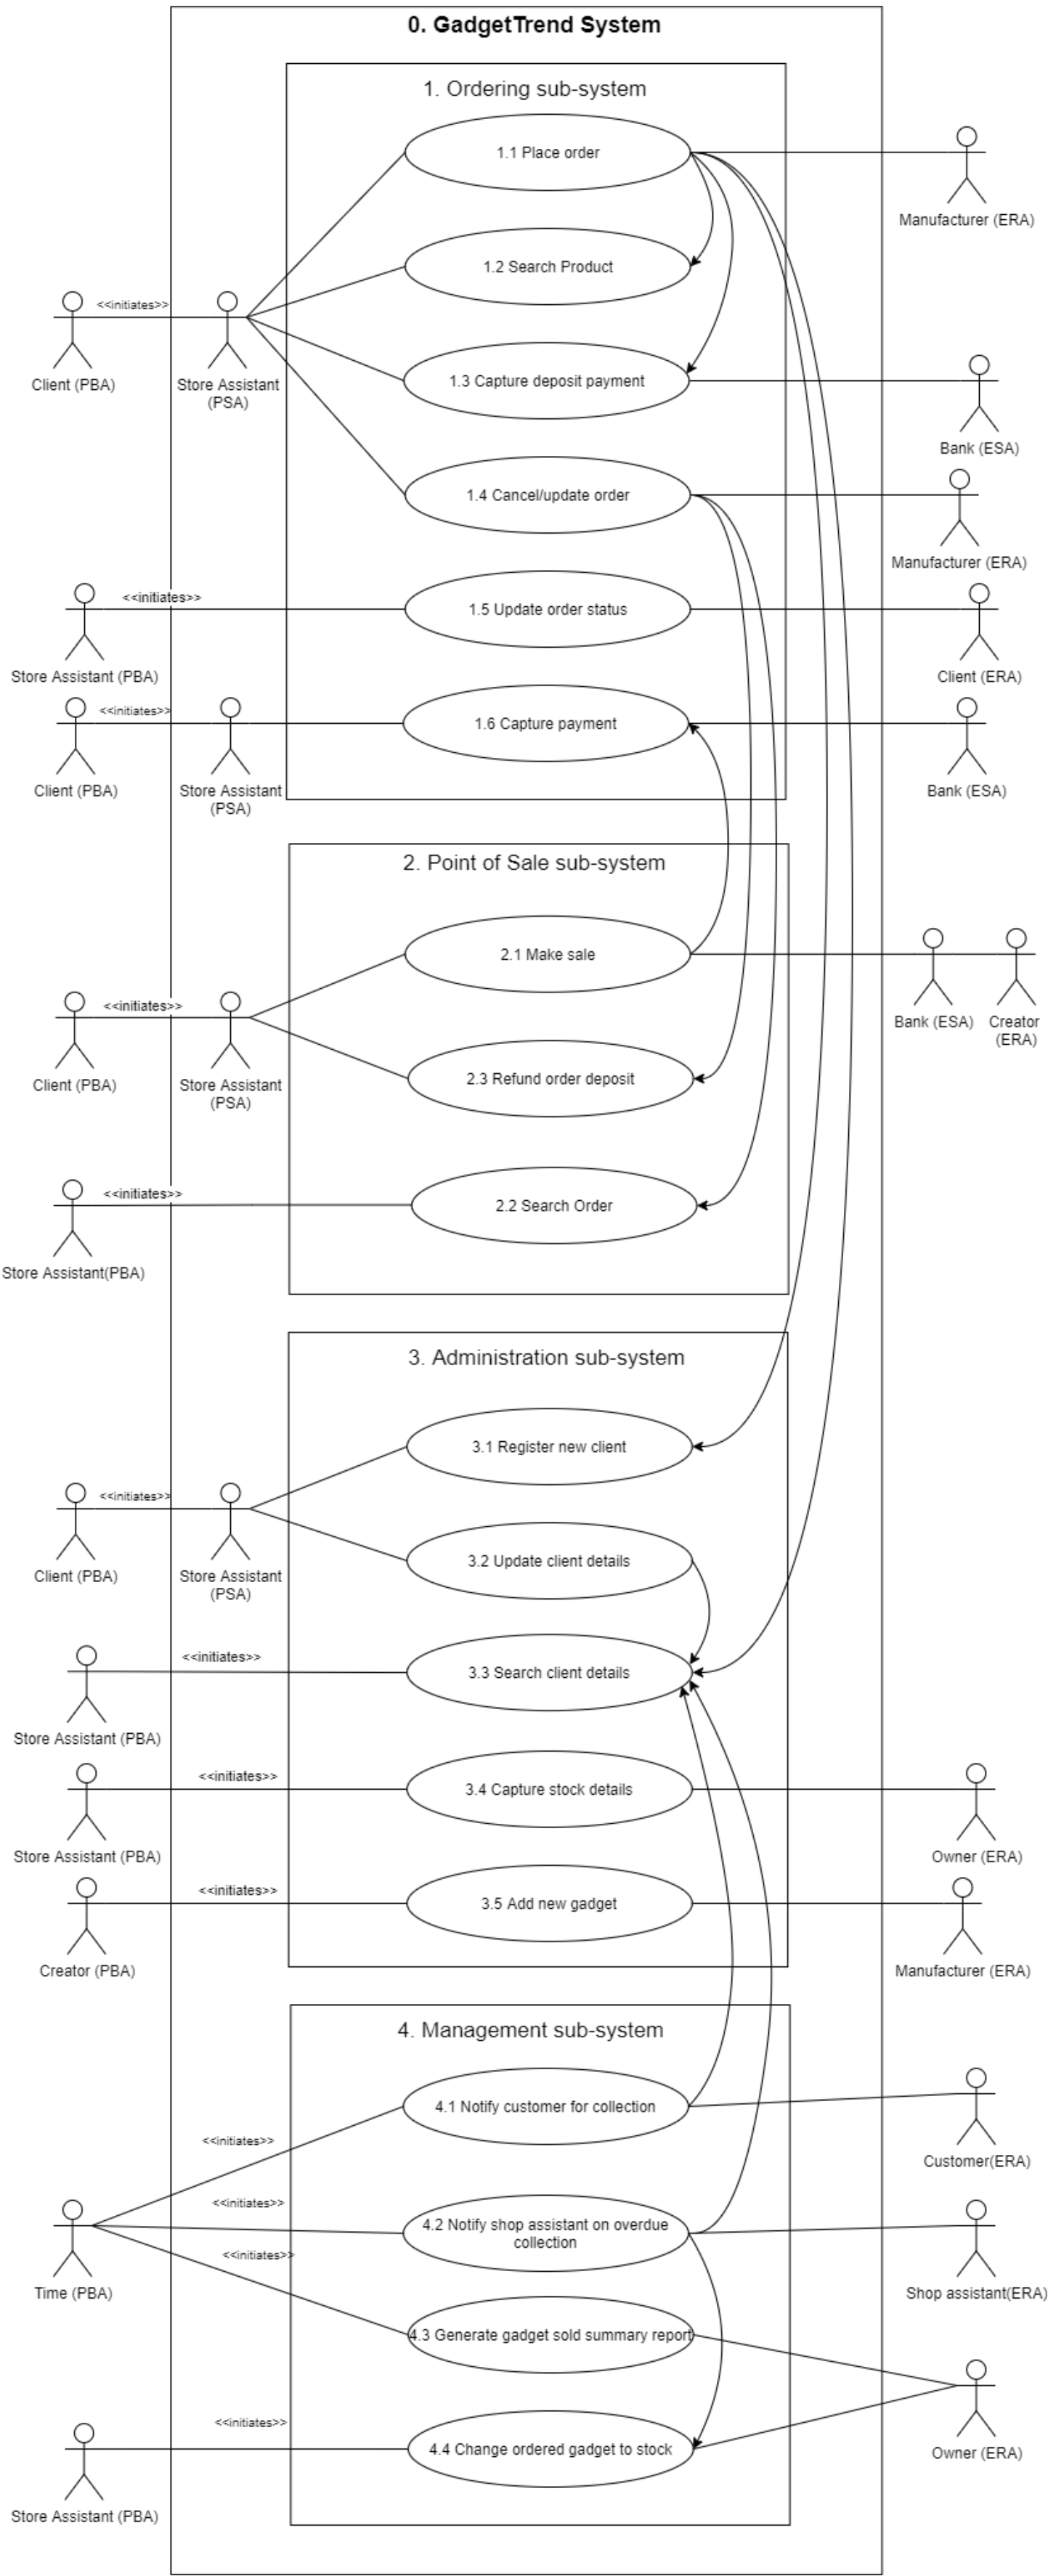 0. GadgetTrend System
1. Ordering sub-system
1.1 Place order
Manufacturer (ERA)
1.2 Search Product
<<initiates>>
Client (PBA)
Store Assistant
(PSA)
1.3 Capture deposit payment
Bank (ESA)
1.4 Cancel/update order
Manufacturer (ERA)
<<initiates>>
1.5 Update order status
Store Assistant (PBA)
Client (ERA)
<<initiates>>
1.6 Capture payment
Client (PBA)
Store Assistant
(PSA)
Bank (ESA)
2. Point of Sale sub-system
2.1 Make sale
<<initiates>>
Bank (ESA)
Creator
(ERA)
Client (PBA)
Store Assistant
(PSA)
2.3 Refund order deposit
<<initiates>>
2.2 Search Order
Store Assistant(PBA)
3. Administration sub-system
3.1 Register new client
<<initiates>>
Client (PBA)
Store Assistant
(PSA)
3.2 Update client details
<<initiates>>
3.3 Search client details
Store Assistant (PBA)
<<initiates>>
3.4 Capture stock details
Store Assistant (PBA)
Owner (ERA)
<<initiates>>
3.5 Add new gadget
Creator (PBA)
Manufacturer (ERA)
4. Management sub-system
4.1 Notify customer for collection
<<initiates>>
Customer(ERA)
<<initiates>>
4.2 Notify shop assistant on overdue
collection
<<initiates>>
Time (PBA)
Shop assistant(ERA)
4.3 Generate gadget sold summary report
<<initiates>>
4.4 Change ordered gadget to stock
Owner (ERA)
Store Assistant (PBA)